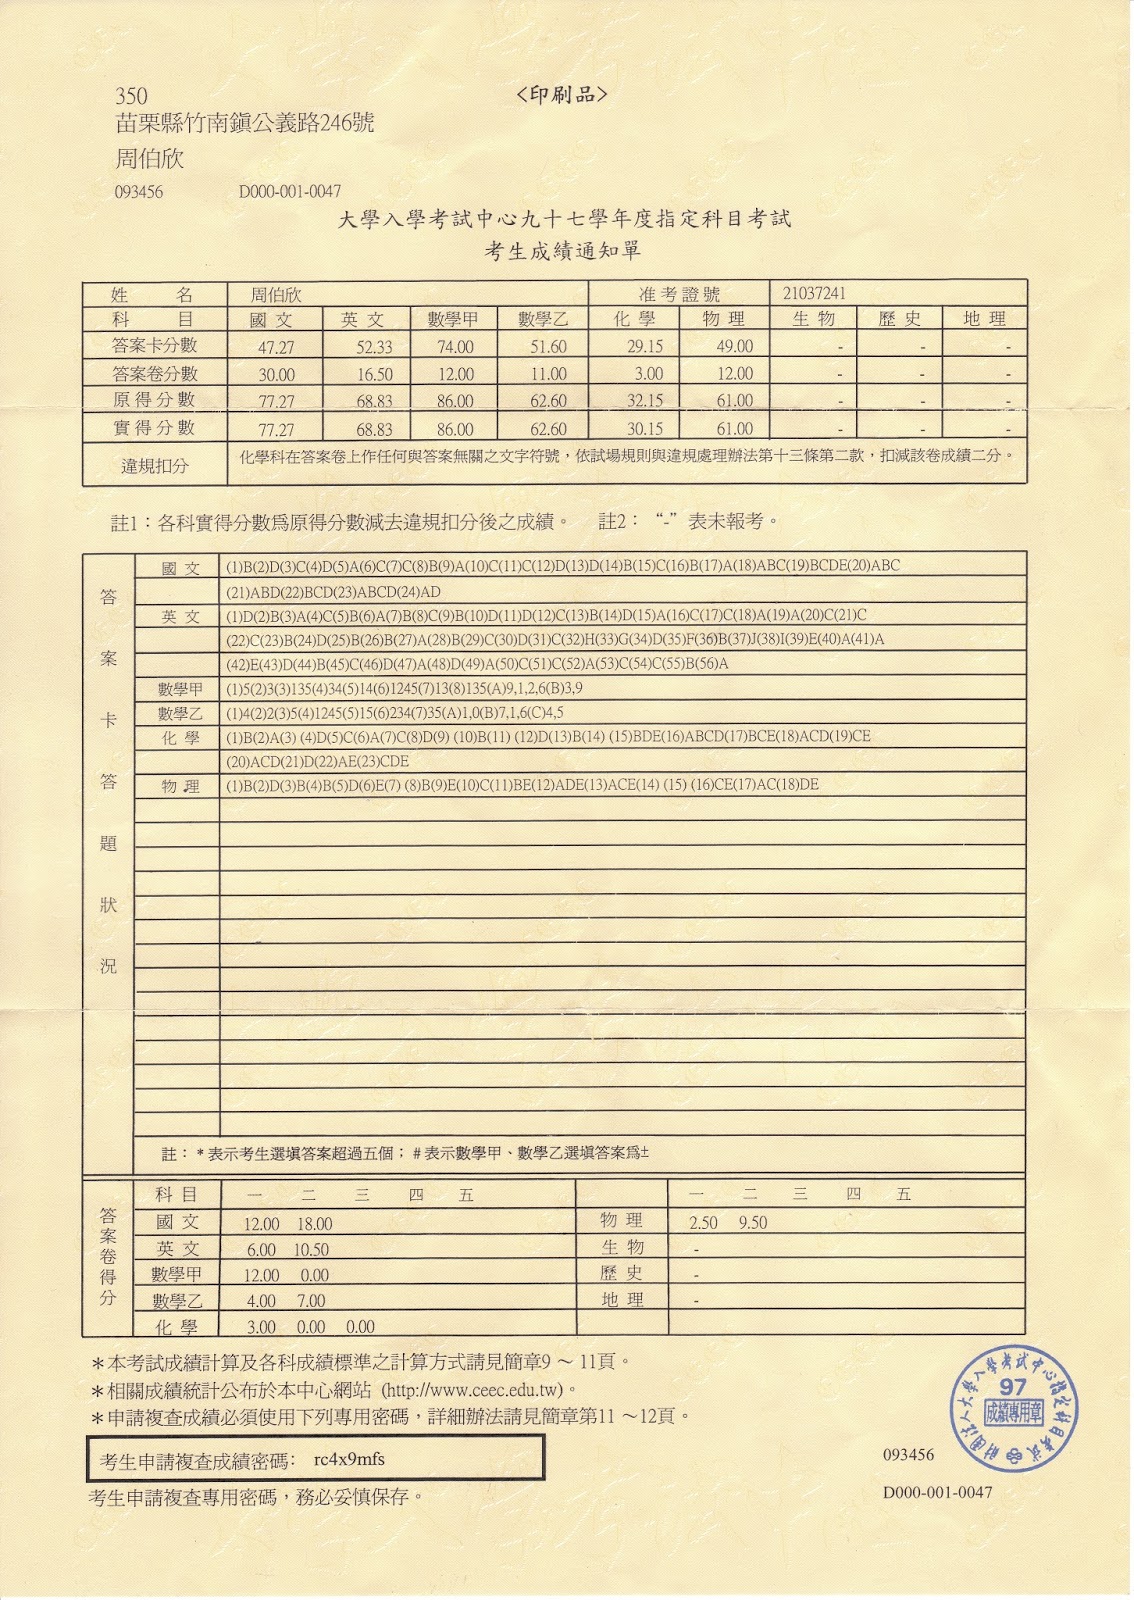 350
<印刷品>
苗栗縣竹南鎮公義路246號
周伯欣
093456 D000-001-0047
大學入學考試中心九十七學年度指定科目考試
考生成績通知單
姓 名 周伯欣 准考證號 21037241
科 目 國文 英文 數學甲 數學乙 化學 物理 生物 歷史 地理
答案卡分數 47.27 52.33 74.00 51.60 29.15 49.00 - - -
答案卷分數 30.00 16.50 12.00 11.00 3.00 12.00 - - -
原得分數 77.27 68.83 86.00 62.60 32.15 61.00 - - -
實得分數 77.27 68.83 86.00 62.60 30.15 61.00 - - -
違規扣分 化學科在答案卷上作任何與答案無關之文字符號，依試場規則與違規處理辦法第十三條第二款，扣減該卷成績二分。
註1：各科實得分數為原得分數減去違規扣分後之成績。 註2：“-”表未報考。
答案卡答題狀況
國文 (1)B(2)D(3)C(4)D(5)A(6)C(7)C(8)B(9)A(10)C(11)C(12)D(13)D(14)B(15)C(16)B(17)A(18)ABC(19)BCDE(20)ABC
(21)ABD(22)BCD(23)ABCD(24)AD
英文 (1)D(2)B(3)A(4)C(5)B(6)A(7)B(8)C(9)B(10)D(11)D(12)C(13)B(14)D(15)A(16)C(17)C(18)A(19)A(20)C(21)C
(22)C(23)B(24)D(25)B(26)B(27)A(28)B(29)C(30)D(31)C(32)H(33)G(34)D(35)F(36)B(37)J(38)I(39)E(40)A(41)A
(42)E(43)D(44)B(45)C(46)D(47)A(48)D(49)A(50)C(51)C(52)A(53)C(54)C(55)B(56)A
數學甲 (1)5(2)3(3)135(4)34(5)14(6)1245(7)13(8)135(A)9,1,2,6(B)3,9
數學乙 (1)4(2)2(3)5(4)1245(5)15(6)234(7)35(A)1,0(B)7,1,6(C)4,5
化學 (1)B(2)A(3) (4)D(5)C(6)A(7)C(8)D(9) (10)B(11) (12)D(13)B(14) (15)BDE(16)ABCD(17)BCE(18)ACD(19)CE
(20)ACD(21)D(22)AE(23)CDE
物理 (1)B(2)D(3)B(4)B(5)D(6)E(7) (8)B(9)E(10)C(11)BE(12)ADE(13)ACE(14) (15) (16)CE(17)AC(18)DE
註：*表示考生選填答案超過五個；#表示數學甲、數學乙選填答案為±
答案卷得分
科目 一 二 三 四 五 一 二 三 四 五
國文 12.00 18.00 物理 2.50 9.50
英文 6.00 10.50 生物 -
數學甲 12.00 0.00 歷史 -
數學乙 4.00 7.00 地理 -
化學 3.00 0.00 0.00
＊本考試成績計算及各科成績標準之計算方式請見簡章9～11頁。
＊相關成績統計公布於本中心網站 (http://www.ceec.edu.tw)。
＊申請複查成績必須使用下列專用密碼，詳細辦法請見簡章第11～12頁。
考生申請複查成績密碼: rc4x9mfs
考生申請複查專用密碼，務必妥慎保存。
財團法人大學入學考試中心指定科目考試
97
成績專用章
093456
D000-001-0047